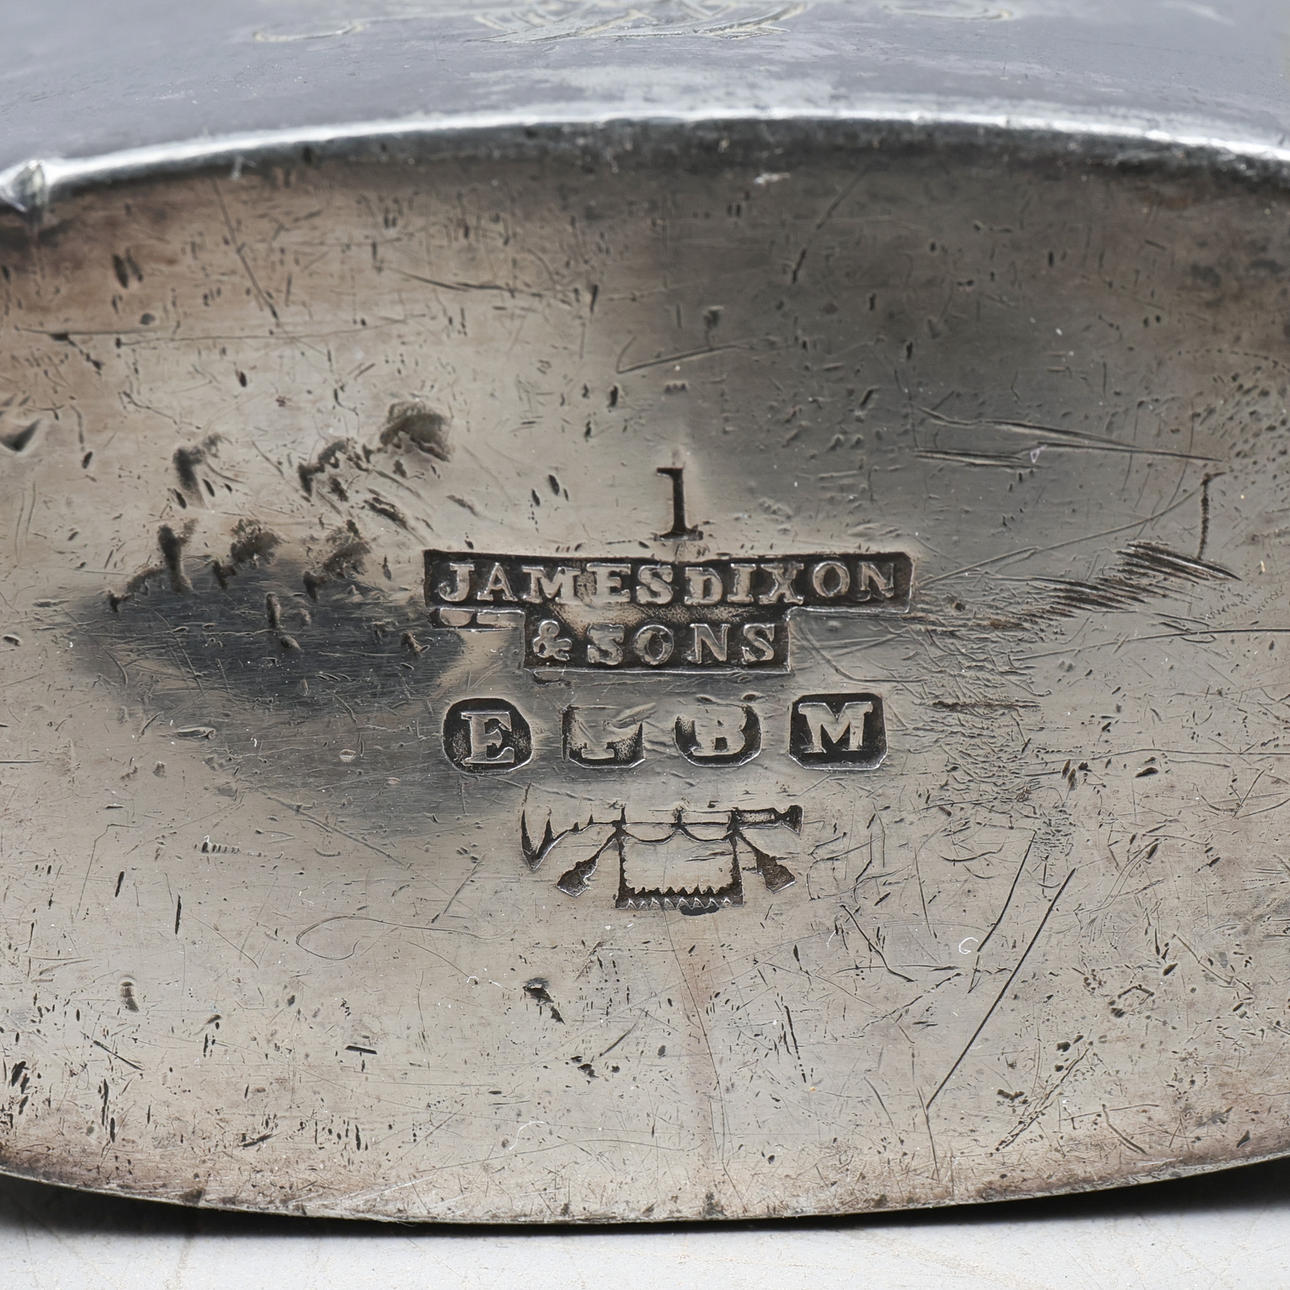 1
JAMES DIXON
& SONS
E P B M